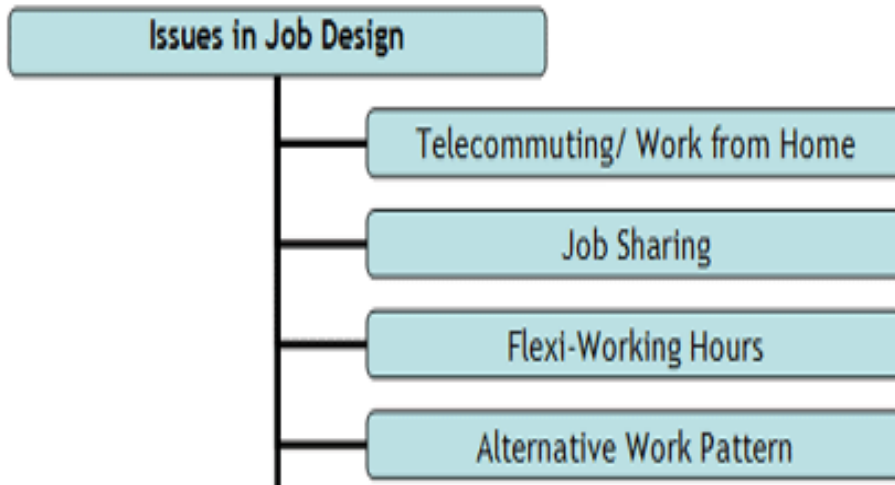 Issues in Job Design
Telecommuting/ Work from Home
Job Sharing
Flexi-Working Hours
Alternative Work Pattern